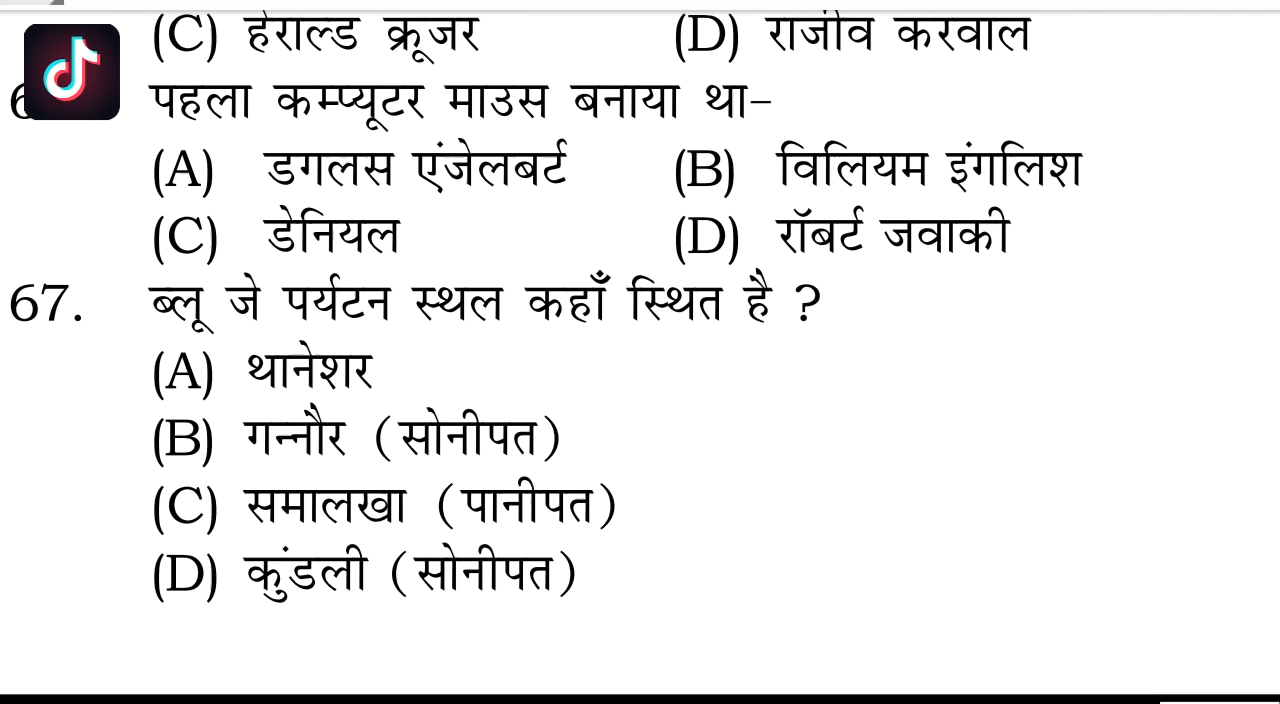 (C) हेराल्ड क्रूजर (D) राजीव करवाल
6 पहला कम्प्यूटर माउस बनाया था–
(A) डगलस एंजेलबर्ट (B) विलियम इंगलिश
(C) डेनियल (D) रॉबर्ट जवाकी
67. ब्लू जे पर्यटन स्थल कहाँ स्थित है ?
(A) थानेशर
(B) गन्नौर (सोनीपत)
(C) समालखा (पानीपत)
(D) कुंडली (सोनीपत)